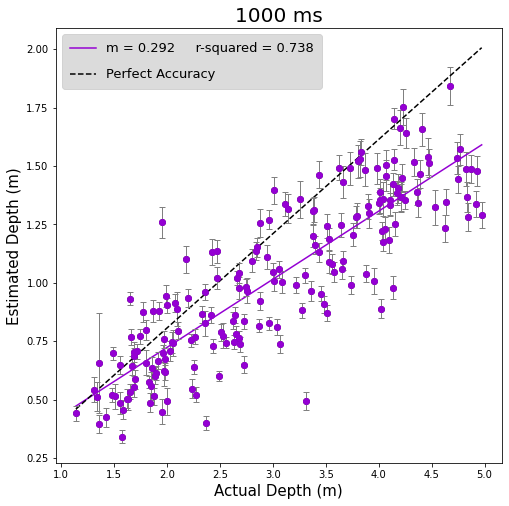 1000 ms
m = 0.292 r-squared = 0.738
Perfect Accuracy
Estimated Depth (m)
2.00
1.75
1.50
1.25
1.00
0.75
0.50
0.25
1.0 1.5 2.0 2.5 3.0 3.5 4.0 4.5 5.0
Actual Depth (m)